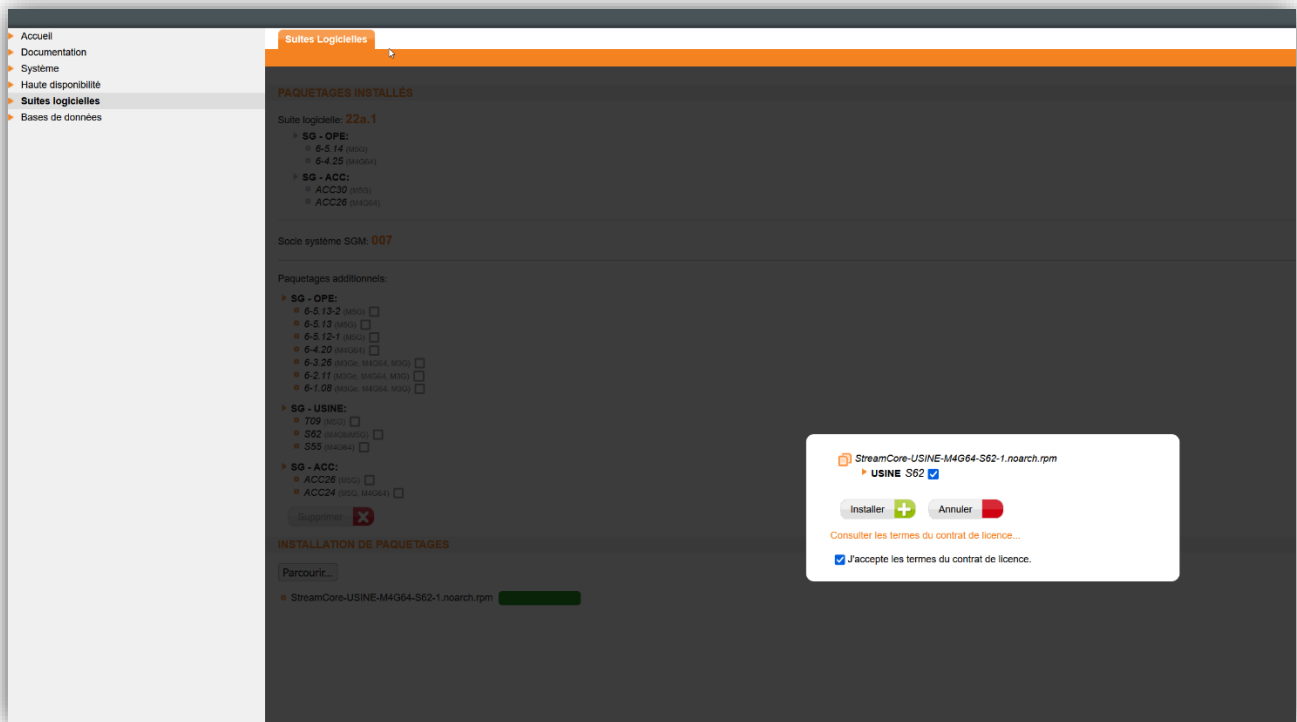 Accueil
Documentation
Système
Haute disponibilité
Suites logicielles
Bases de données
Suites Logicielles
PAQUETAGES INSTALLÉS
Suite logicielle: 22a.1
SG - OPE:
6-5.14 (M5G)
6-4.25 (M4G64)
SG - ACC:
ACC30 (M5G)
ACC26 (M4G64)
Socle système SGM: 007
Paquetages additionnels:
SG - OPE:
6-5.13-2 (M5G)
6-5.13 (M5G)
6-5.12-1 (M5G)
6-4.20 (M4G64)
6-3.26 (M3Ge, M4G64, M3G)
6-2.11 (M3Ge, M4G64, M3G)
6-1.08 (M3Ge, M4G64, M3G)
SG - USINE:
T09 (M5G)
S62
S55 (M4G64)
SG - ACC:
ACC26 (M5G)
ACC24 (M5G, M4G64)
Supprimer
INSTALLATION DE PAQUETAGES
Parcourir...
StreamCore-USINE-M4G64-S62-1.noarch.rpm
StreamCore-USINE-M4G64-S62-1.noarch.rpm
USINE S62
Installer
Annuler
Consulter les termes du contrat de licence...
J'accepte les termes du contrat de licence.